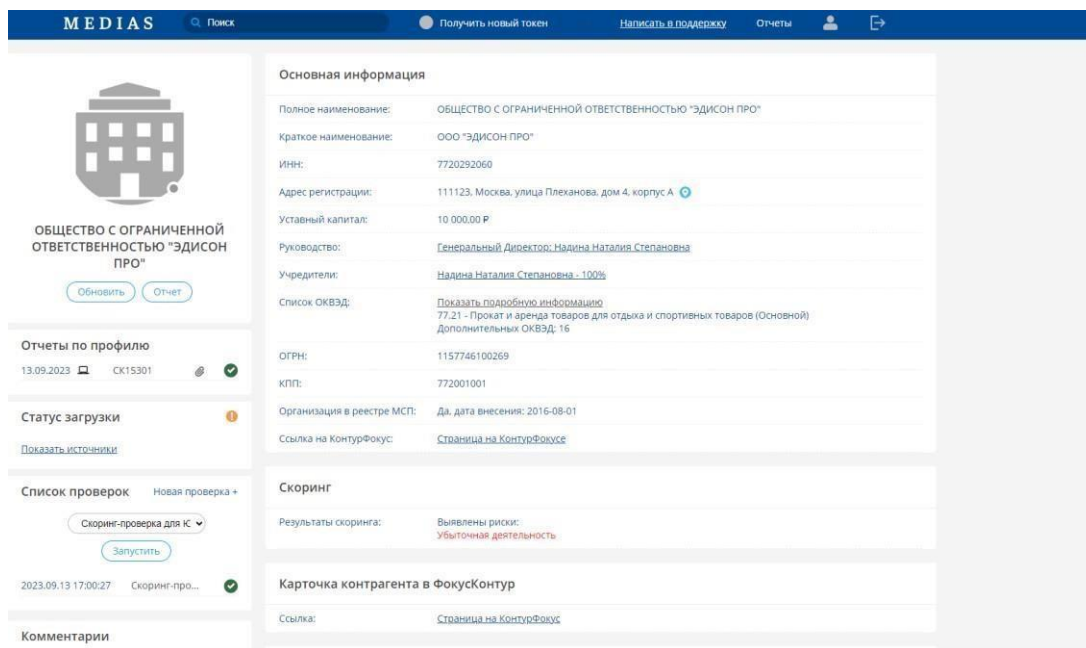 MEDIAS
Поиск
Получить новый токен
Написать в поддержку
Отчеты
ОБЩЕСТВО С ОГРАНИЧЕННОЙ
ОТВЕТСТВЕННОСТЬЮ "ЭДИСОН
ПРО"
Обновить
Отчет
Отчеты по профилю
13.09.2023 СК15301
Статус загрузки
Показать источники
Список проверок Новая проверка +
Скоринг-проверка для Ю
Запустить
2023.09.13 17:00:27 Скоринг-про...
Комментарии
Основная информация
Полное наименование: ОБЩЕСТВО С ОГРАНИЧЕННОЙ ОТВЕТСТВЕННОСТЬЮ "ЭДИСОН ПРО"
Краткое наименование: ООО "ЭДИСОН ПРО"
ИНН: 7720292060
Адрес регистрации: 111123, Москва, улица Плеханова, дом 4, корпус А
Уставный капитал: 10 000,00 ₽
Руководство: Генеральный Директор: Надина Наталия Степановна
Учредители: Надина Наталия Степановна - 100%
Список ОКВЭД: Показать подробную информацию
77.21 - Прокат и аренда товаров для отдыха и спортивных товаров (Основной)
Дополнительных ОКВЭД: 16
ОГРН: 1157746100269
КПП: 772001001
Организация в реестре МСП: Да, дата внесения: 2016-08-01
Ссылка на КонтурФокус: Страница на КонтурФокусе
Скоринг
Результаты скоринга: Выявлены риски:
Убыточная деятельность
Карточка контрагента в ФокусКонтур
Ссылка: Страница на КонтурФокус